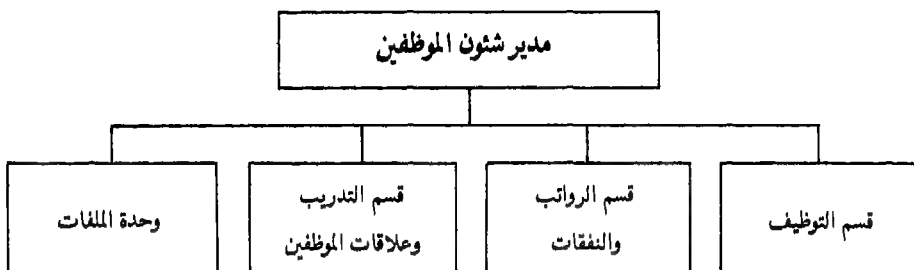 مدير شئون الموظفين
قسم التوظيف
قسم الرواتب
والنفقات
قسم التدريب
وعلاقات الموظفين
وحدة الملفات